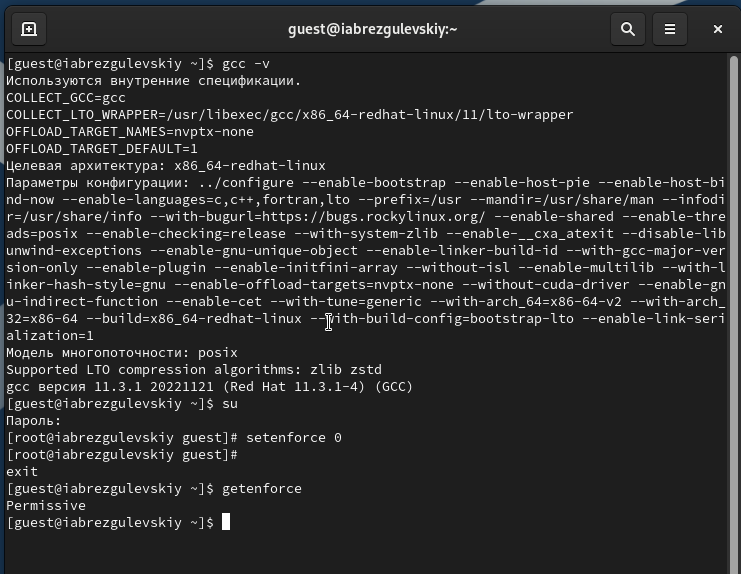 guest@iabrezgulevskiy:~
[guest@iabrezgulevskiy ~]$ gcc -v
Используются внутренние спецификации.
COLLECT_GCC=gcc
COLLECT_LTO_WRAPPER=/usr/libexec/gcc/x86_64-redhat-linux/11/lto-wrapper
OFFLOAD_TARGET_NAMES=nvptx-none
OFFLOAD_TARGET_DEFAULT=1
Целевая архитектура: x86_64-redhat-linux
Параметры конфигурации: ../configure --enable-bootstrap --enable-host-pie --enable-host-bi
nd-now --enable-languages=c,c++,fortran,lto --prefix=/usr --mandir=/usr/share/man --infodi
r=/usr/share/info --with-bugurl=https://bugs.rockylinux.org/ --enable-shared --enable-thre
ads=posix --enable-checking=release --with-system-zlib --enable-__cxa_atexit --disable-lib
unwind-exceptions --enable-gnu-unique-object --enable-linker-build-id --with-gcc-major-ver
sion-only --enable-plugin --enable-initfini-array --without-isl --enable-multilib --with-l
inker-hash-style=gnu --enable-offload-targets=nvptx-none --without-cuda-driver --enable-gn
u-indirect-function --enable-cet --with-tune=generic --with-arch_64=x86-64-v2 --with-arch_
32=x86-64 --build=x86_64-redhat-linux --with-build-config=bootstrap-lto --enable-link-seri
alization=1
Модель многопоточности: posix
Supported LTO compression algorithms: zlib zstd
gcc версия 11.3.1 20221121 (Red Hat 11.3.1-4) (GCC)
[guest@iabrezgulevskiy ~]$ su
Пароль:
[root@iabrezgulevskiy guest]# setenforce 0
[root@iabrezgulevskiy guest]#
exit
[guest@iabrezgulevskiy ~]$ getenforce
Permissive
[guest@iabrezgulevskiy ~]$